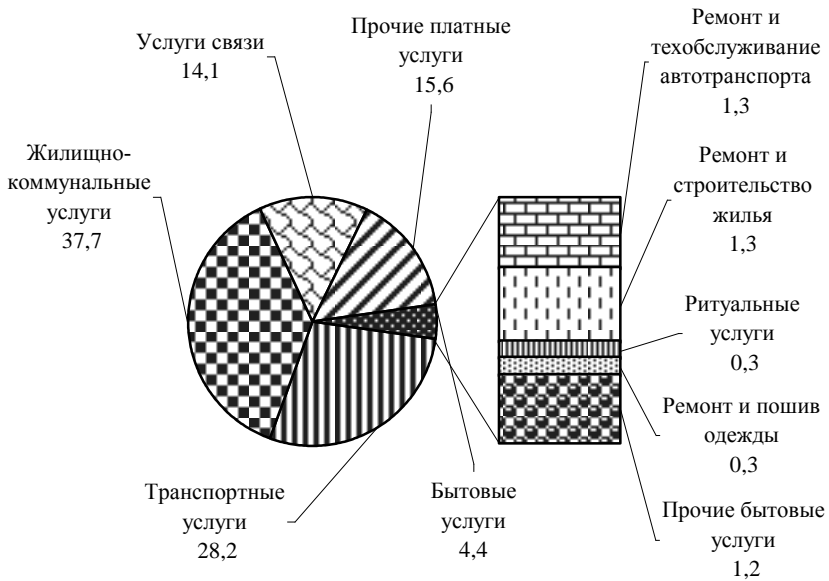 Услуги связи
14,1
Прочие платные
услуги
15,6
Ремонт и
техобслуживание
автотранспорта
1,3
Жилищно-
коммунальные
услуги
37,7
Ремонт и
строительство
жилья
1,3
Ритуальные
услуги
0,3
Ремонт и пошив
одежды
0,3
Транспортные
услуги
28,2
Бытовые
услуги
4,4
Прочие бытовые
услуги
1,2